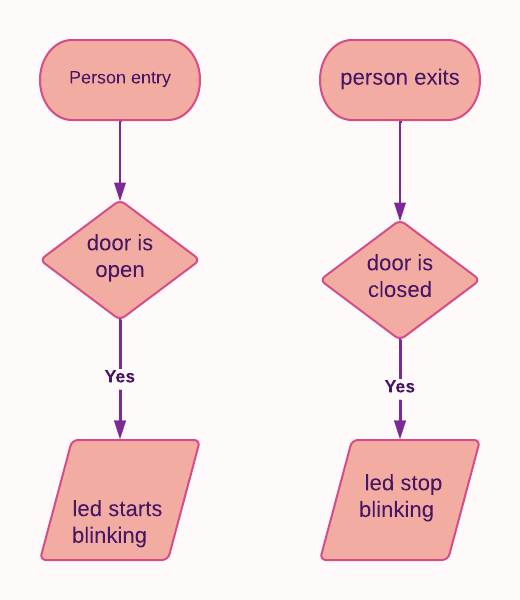 Person entry
door is
open
Yes
led starts
blinking
person exits
door is
closed
Yes
led stop
blinking